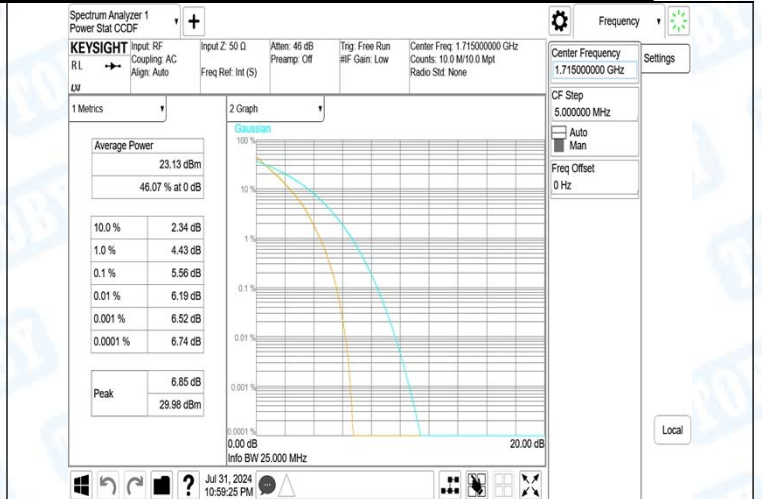 Spectrum Analyzer 1
Power Stat CCDF
Frequency
KEYSIGHT
RL
Input: RF
Coupling: AC
Align: Auto
Input Z: 50 Ω
Freq Ref: Int (S)
Atten: 46 dB
Preamp: Off
Trig: Free Run
#IF Gain: Low
Center Freq: 1.715000000 GHz
Counts: 10.0 M/10.0 Mpt
Radio Std: None
Center Frequency
1.715000000 GHz
Settings
CF Step
5.000000 MHz
Auto
Man
Freq Offset
0 Hz
1 Metrics
Average Power
23.13 dBm
46.07 % at 0 dB
10.0 % 2.34 dB
1.0 % 4.43 dB
0.1 % 5.56 dB
0.01 % 6.19 dB
0.001 % 6.52 dB
0.0001 % 6.74 dB
Peak 6.85 dB
29.98 dBm
2 Graph
Gaussian
100 %
10 %
1 %
0.1 %
0.01 %
0.001 %
0.0001 %
0.00 dB 20.00 dB
Info BW 25.000 MHz
Local
Jul 31, 2024
10:59:25 PM